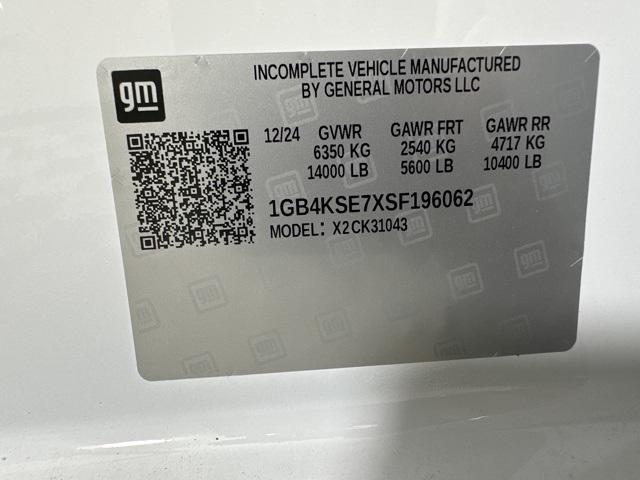 gm
INCOMPLETE VEHICLE MANUFACTURED
BY GENERAL MOTORS LLC
12/24 GVWR GAWR FRT GAWR RR
6350 KG 2540 KG 4717 KG
14000 LB 5600 LB 10400 LB
1GB4KSE7XSF196062
MODEL: X2CK31043